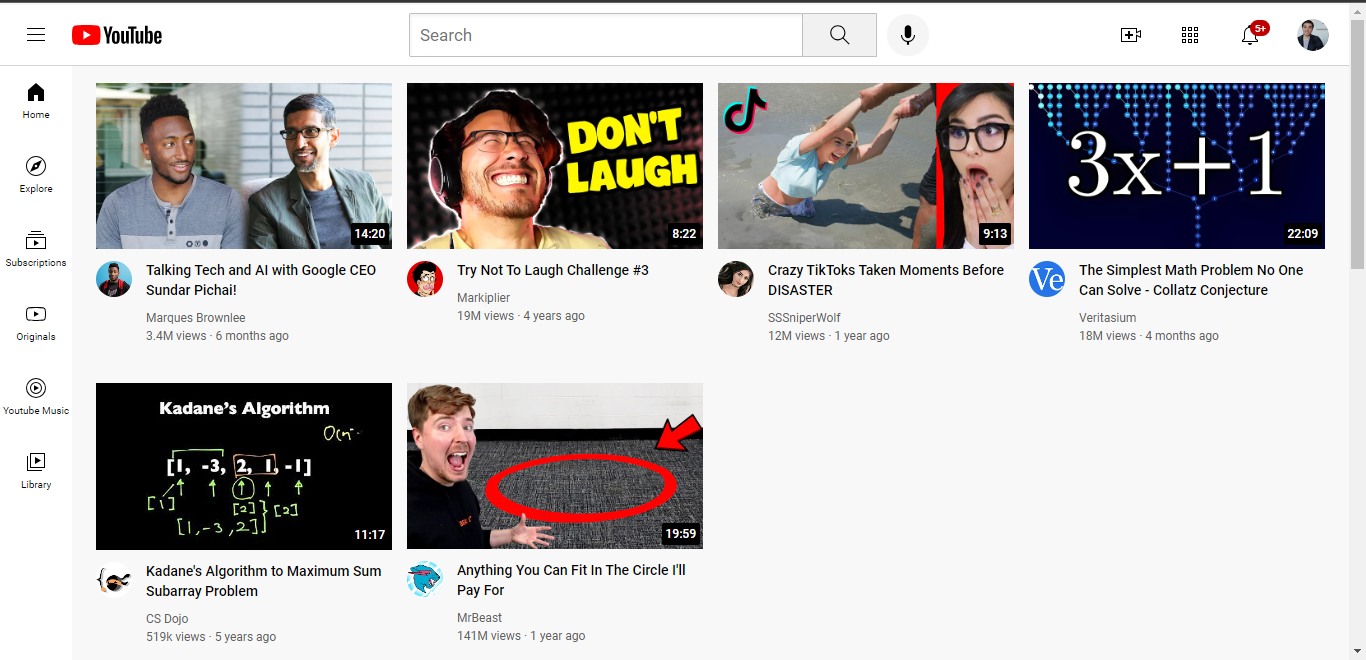 YouTube
Search
5+
Home
Explore
Subscriptions
Originals
Youtube Music
Library
14:20
Talking Tech and AI with Google CEO
Sundar Pichai!
Marques Brownlee
3.4M views · 6 months ago
DON'T
LAUGH
8:22
Try Not To Laugh Challenge #3
Markiplier
19M views · 4 years ago
9:13
Crazy TikToks Taken Moments Before
DISASTER
SSSniperWolf
12M views · 1 year ago
3x+1
22:09
Ve
The Simplest Math Problem No One
Can Solve - Collatz Conjecture
Veritasium
18M views · 4 months ago
Kadane's Algorithm
[1, -3, 2, 1, -1]
[1]
[2]
[2]
[1, -3, 2]
11:17
Kadane's Algorithm to Maximum Sum
Subarray Problem
CS Dojo
519k views · 5 years ago
19:59
Anything You Can Fit In The Circle I'll
Pay For
MrBeast
141M views · 1 year ago